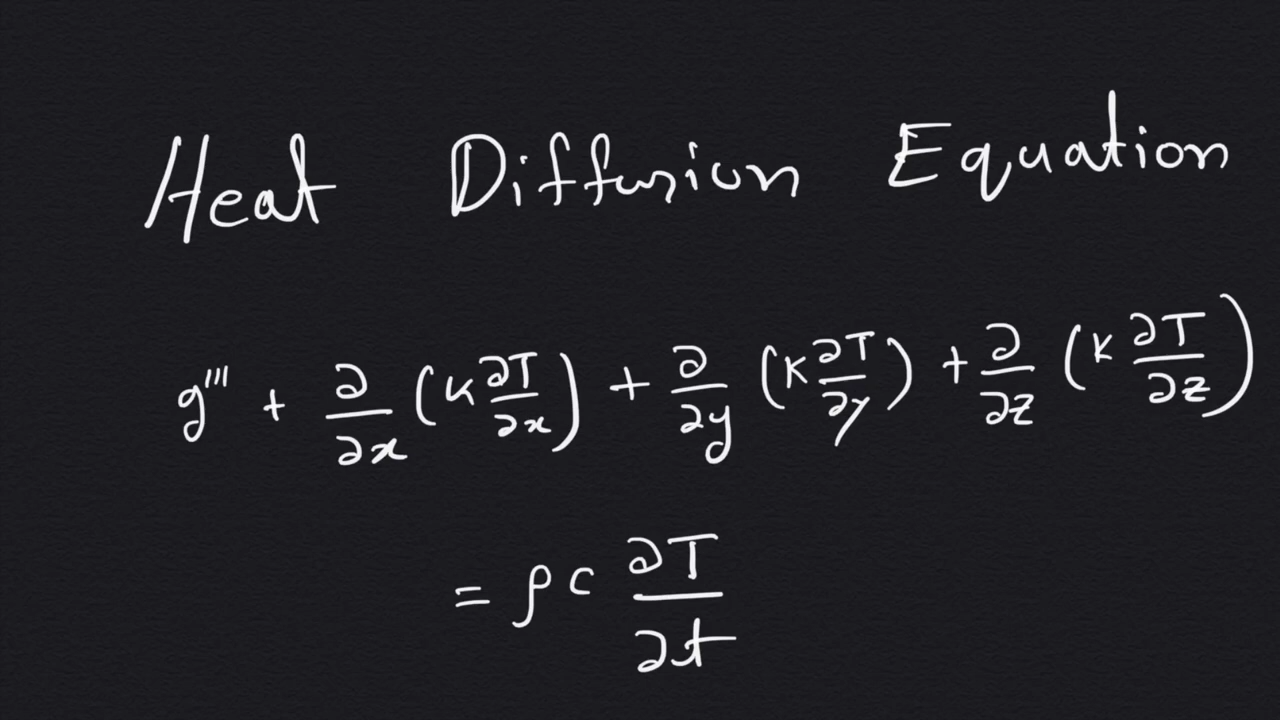 Heat Diffusion Equation
g''' + ∂/∂x (K ∂T/∂x) + ∂/∂y (K ∂T/∂y) + ∂/∂z (K ∂T/∂z)
= ρc ∂T/∂t